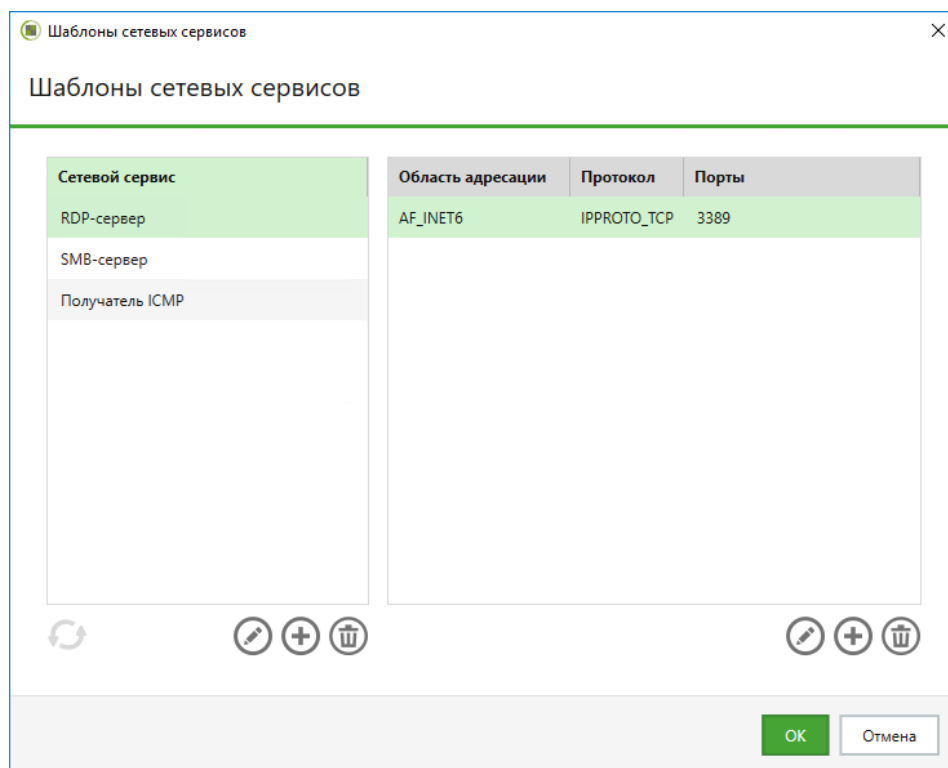 Шаблоны сетевых сервисов
Шаблоны сетевых сервисов
Сетевой сервис
Область адресации Протокол Порты
RDP-сервер
AF_INET6 IPPROTO_TCP 3389
SMB-сервер
Получатель ICMP
ОК Отмена